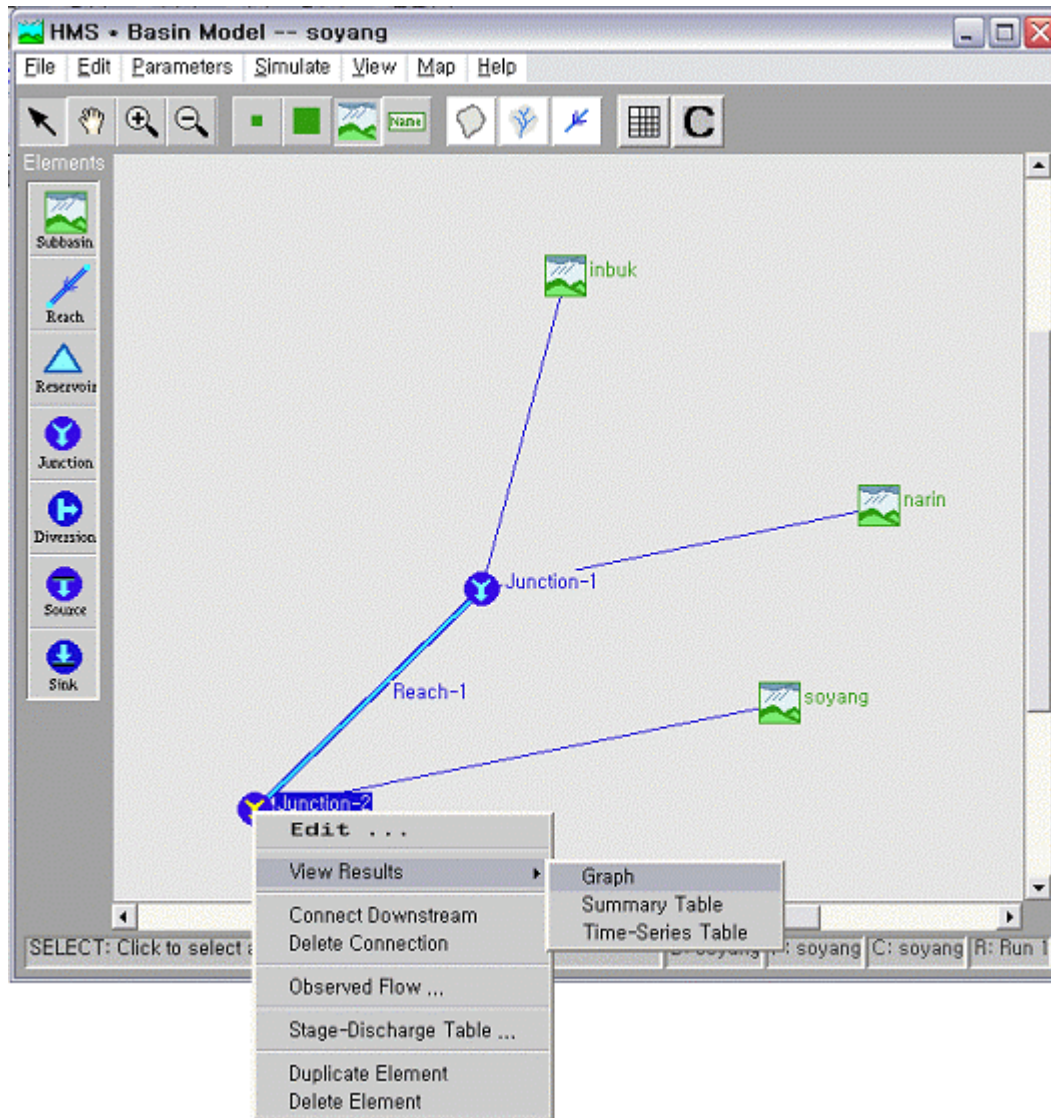 HMS • Basin Model -- soyang
File Edit Parameters Simulate View Map Help
Name
C
Elements
Subbasin
Reach
Reservoir
Junction
Diversion
Source
Sink
inbuk
narin
Junction-1
Reach-1
soyang
Junction-2
Edit ...
View Results
Graph
Summary Table
Time-Series Table
Connect Downstream
Delete Connection
SELECT: Click to select
soyang C: soyang R: Run 1
Observed Flow ...
Stage-Discharge Table ...
Duplicate Element
Delete Element